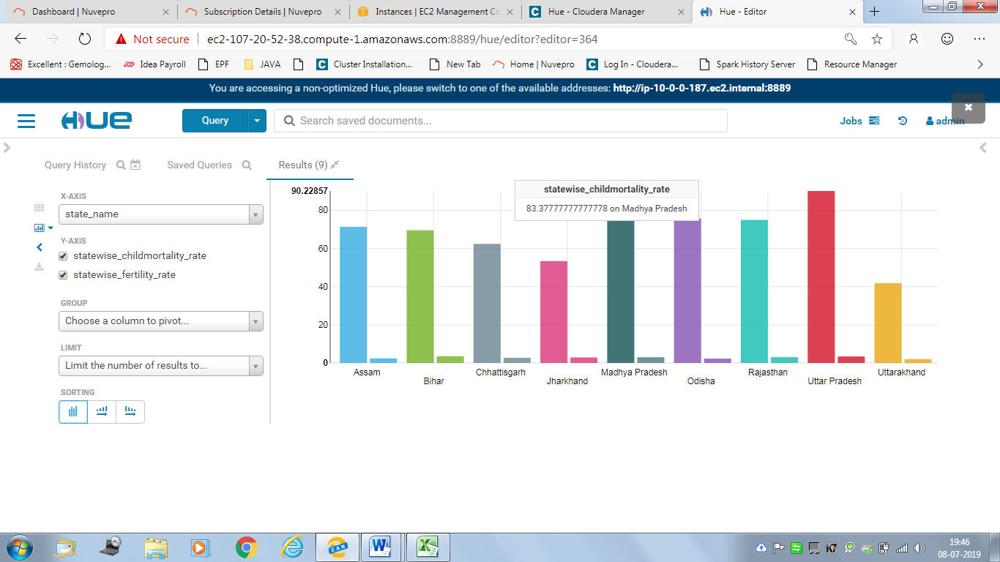 Dashboard | Nuvepro
Subscription Details | Nuvepro
Instances | EC2 Management Co
Hue - Cloudera Manager
Hue - Editor
Not secure | ec2-107-20-52-38.compute-1.amazonaws.com:8889/hue/editor?editor=364
Excellent : Gemolog... Idea Payroll EPF JAVA Cluster Installation... New Tab Home | Nuvepro Log In - Cloudera... Spark History Server Resource Manager
You are accessing a non-optimized Hue, please switch to one of the available addresses: http://ip-10-0-0-187.ec2.internal:8889
HUE Query Search saved documents... Jobs admin
Query History Saved Queries Results (9)
X-AXIS
state_name
Y-AXIS
statewise_childmortality_rate
statewise_fertility_rate
GROUP
Choose a column to pivot...
LIMIT
Limit the number of results to...
SORTING
statewise_childmortality_rate
83.37777777777778 on Madhya Pradesh
90.22857
80
60
40
20
0
Assam Bihar Chhattisgarh Jharkhand Madhya Pradesh Odisha Rajasthan Uttar Pradesh Uttarakhand
CAN
K7
19:46
08-07-2019